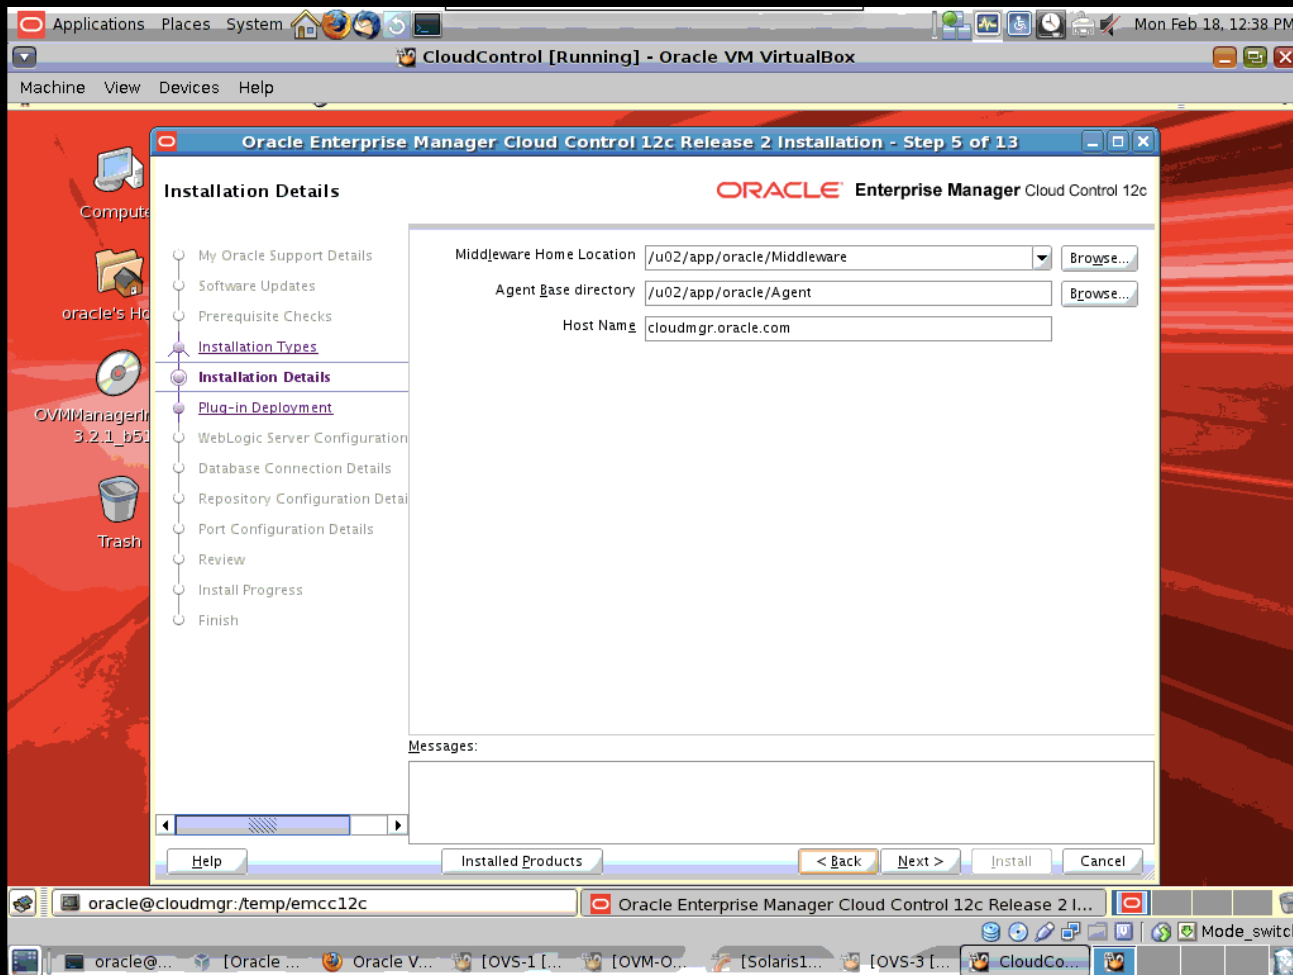 Applications Places System Mon Feb 18, 12:38 PM
CloudControl [Running] - Oracle VM VirtualBox
Machine View Devices Help
Oracle Enterprise Manager Cloud Control 12c Release 2 Installation - Step 5 of 13
Installation Details
ORACLE Enterprise Manager Cloud Control 12c
Compute
oracle's Ho
OVMManagerIn
3.2.1_b51
Trash
My Oracle Support Details
Software Updates
Prerequisite Checks
Installation Types
Installation Details
Plug-in Deployment
WebLogic Server Configuration
Database Connection Details
Repository Configuration Detai
Port Configuration Details
Review
Install Progress
Finish
Middleware Home Location /u02/app/oracle/Middleware Browse...
Agent Base directory /u02/app/oracle/Agent Browse...
Host Name cloudmgr.oracle.com
Messages:
Help Installed Products < Back Next > Install Cancel
oracle@cloudmgr:/temp/emcc12c
Oracle Enterprise Manager Cloud Control 12c Release 2 I...
Mode_switch
oracle@... [Oracle ... Oracle V... [OVS-1 [... [OVM-O... [Solaris1... [OVS-3 [... CloudCo...